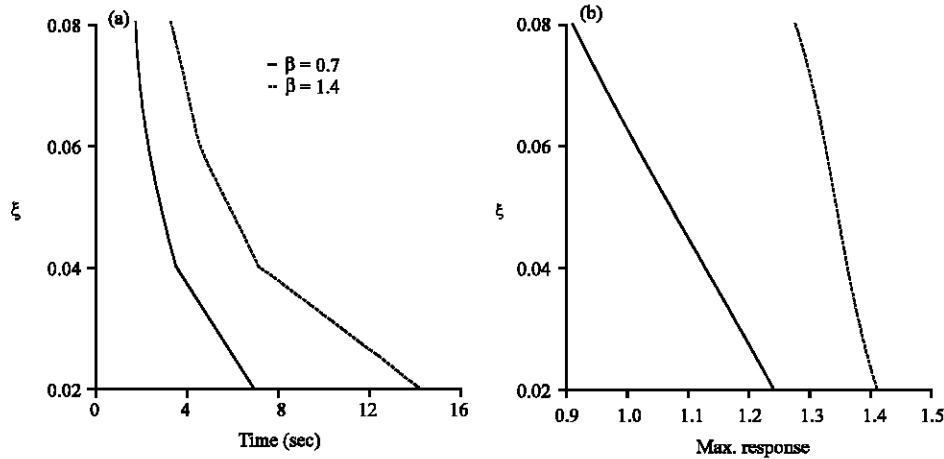 (a)
0.08
0.06
0.04
0.02
ξ
β = 0.7
β = 1.4
0 4 8 12 16
Time (sec)
(b)
0.08
0.06
0.04
0.02
ξ
0.9 1.0 1.1 1.2 1.3 1.4 1.5
Max. response